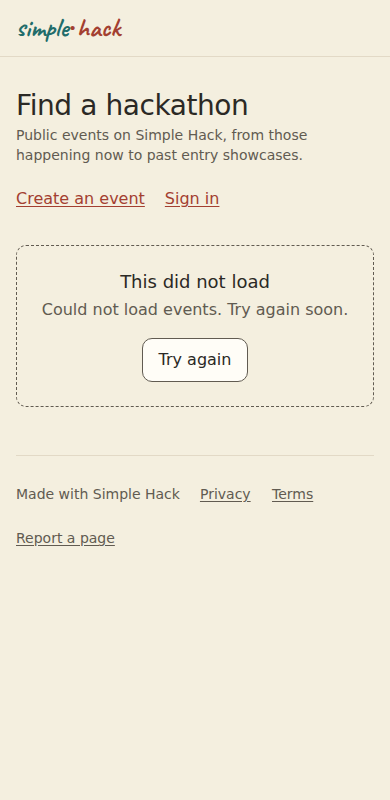 simple·hack
Find a hackathon
Public events on Simple Hack, from those
happening now to past entry showcases.
Create an event Sign in
This did not load
Could not load events. Try again soon.
Try again
Made with Simple Hack Privacy Terms
Report a page